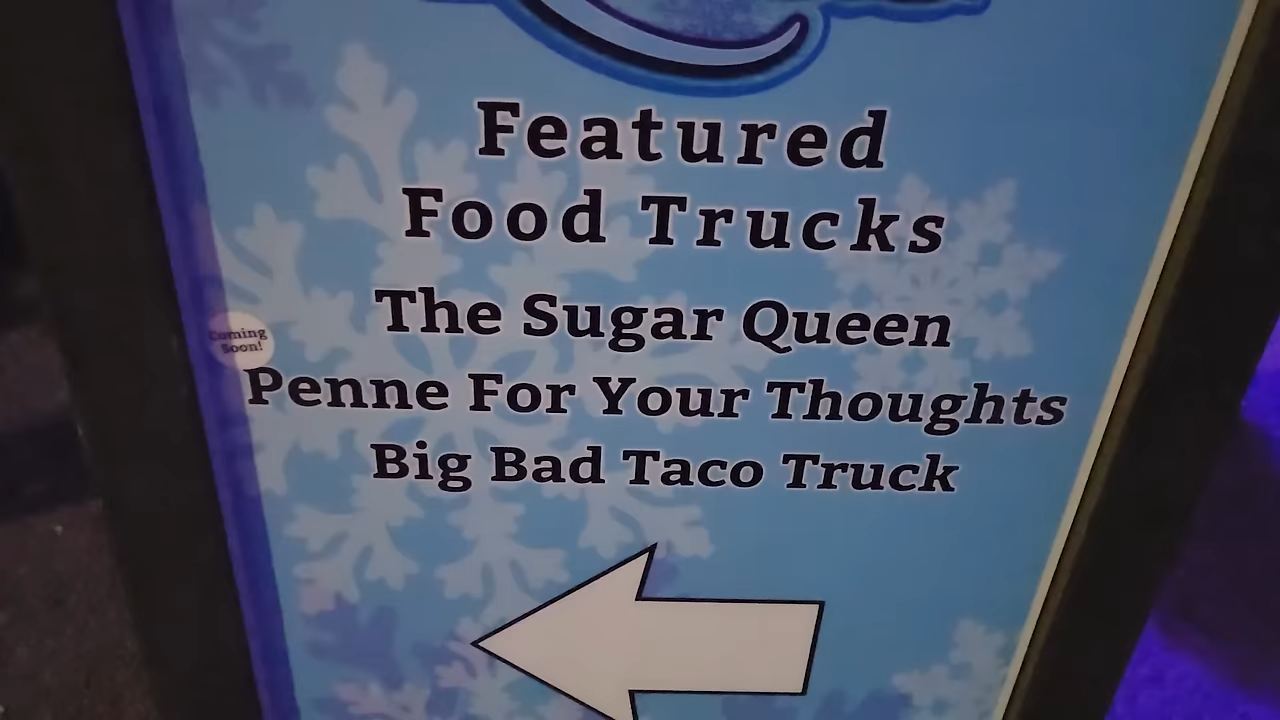 Featured
Food Trucks
The Sugar Queen
Coming
Soon!
Penne For Your Thoughts
Big Bad Taco Truck